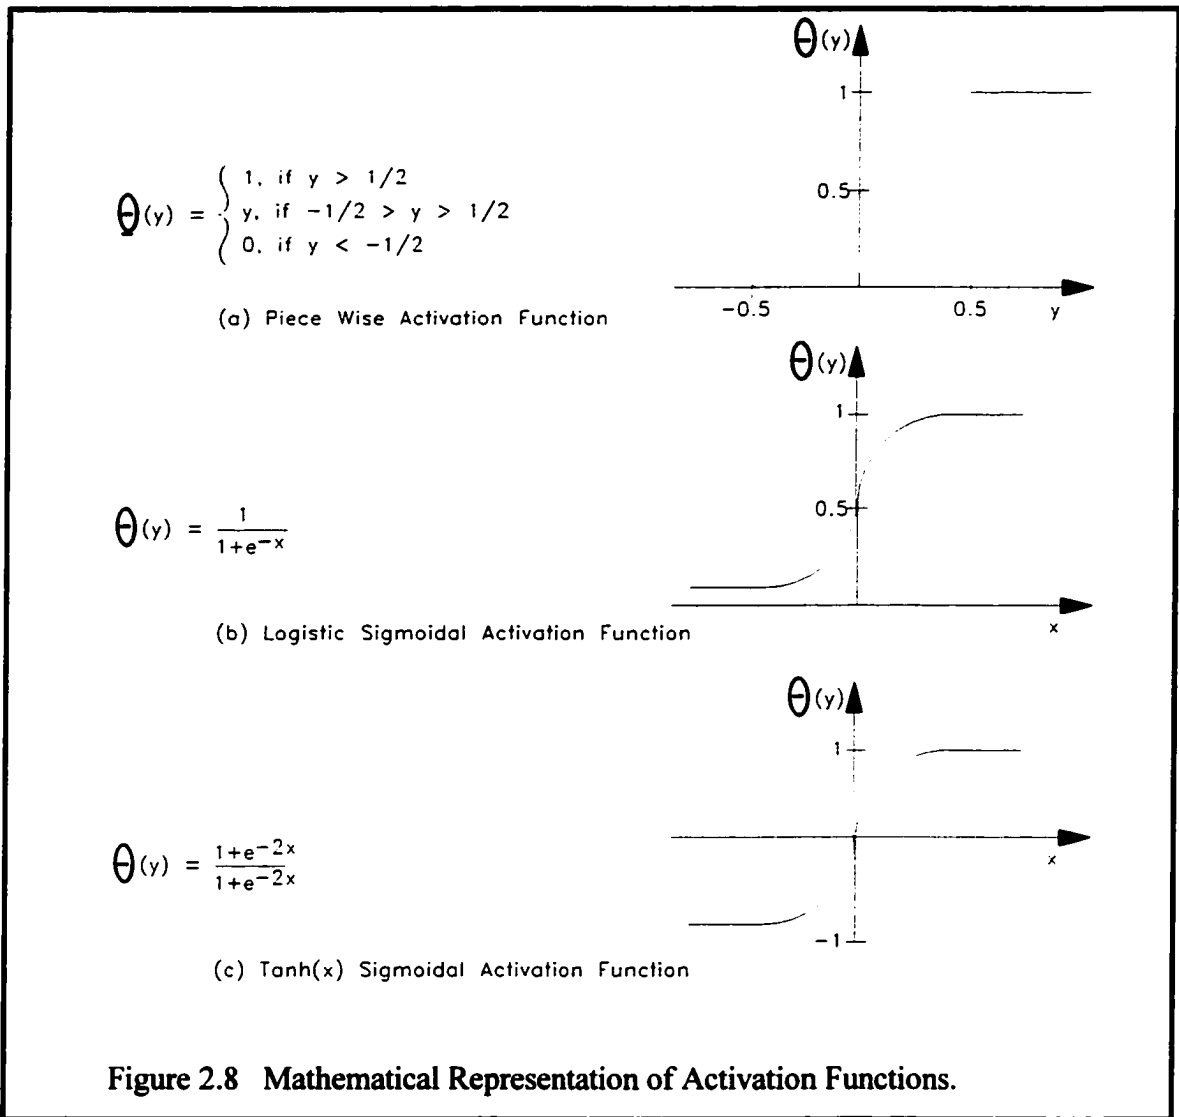 Θ(y)
1
0.5
-0.5 0.5 y
Θ(y) = { 1, if y > 1/2
y, if -1/2 > y > 1/2
0, if y < -1/2
(a) Piece Wise Activation Function
Θ(y)
1
0.5
x
Θ(y) = 1
1+e-x
(b) Logistic Sigmoidal Activation Function
Θ(y)
1
x
-1
Θ(y) = 1+e-2x
1+e-2x
(c) Tanh(x) Sigmoidal Activation Function
Figure 2.8 Mathematical Representation of Activation Functions.